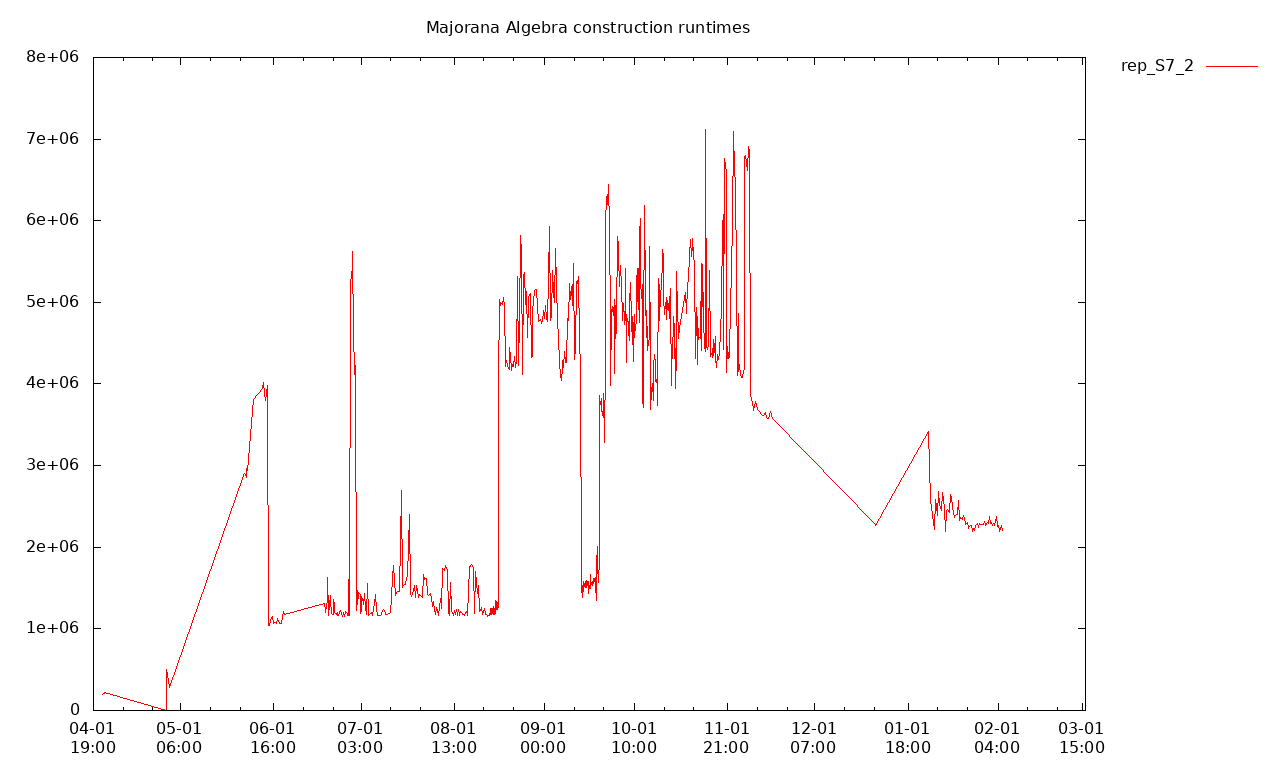 Majorana Algebra construction runtimes
rep_S7_2
8e+06
7e+06
6e+06
5e+06
4e+06
3e+06
2e+06
1e+06
0
04-01 05-01 06-01 07-01 08-01 09-01 10-01 11-01 12-01 01-01 02-01 03-01
19:00 06:00 16:00 03:00 13:00 00:00 10:00 21:00 07:00 18:00 04:00 15:00